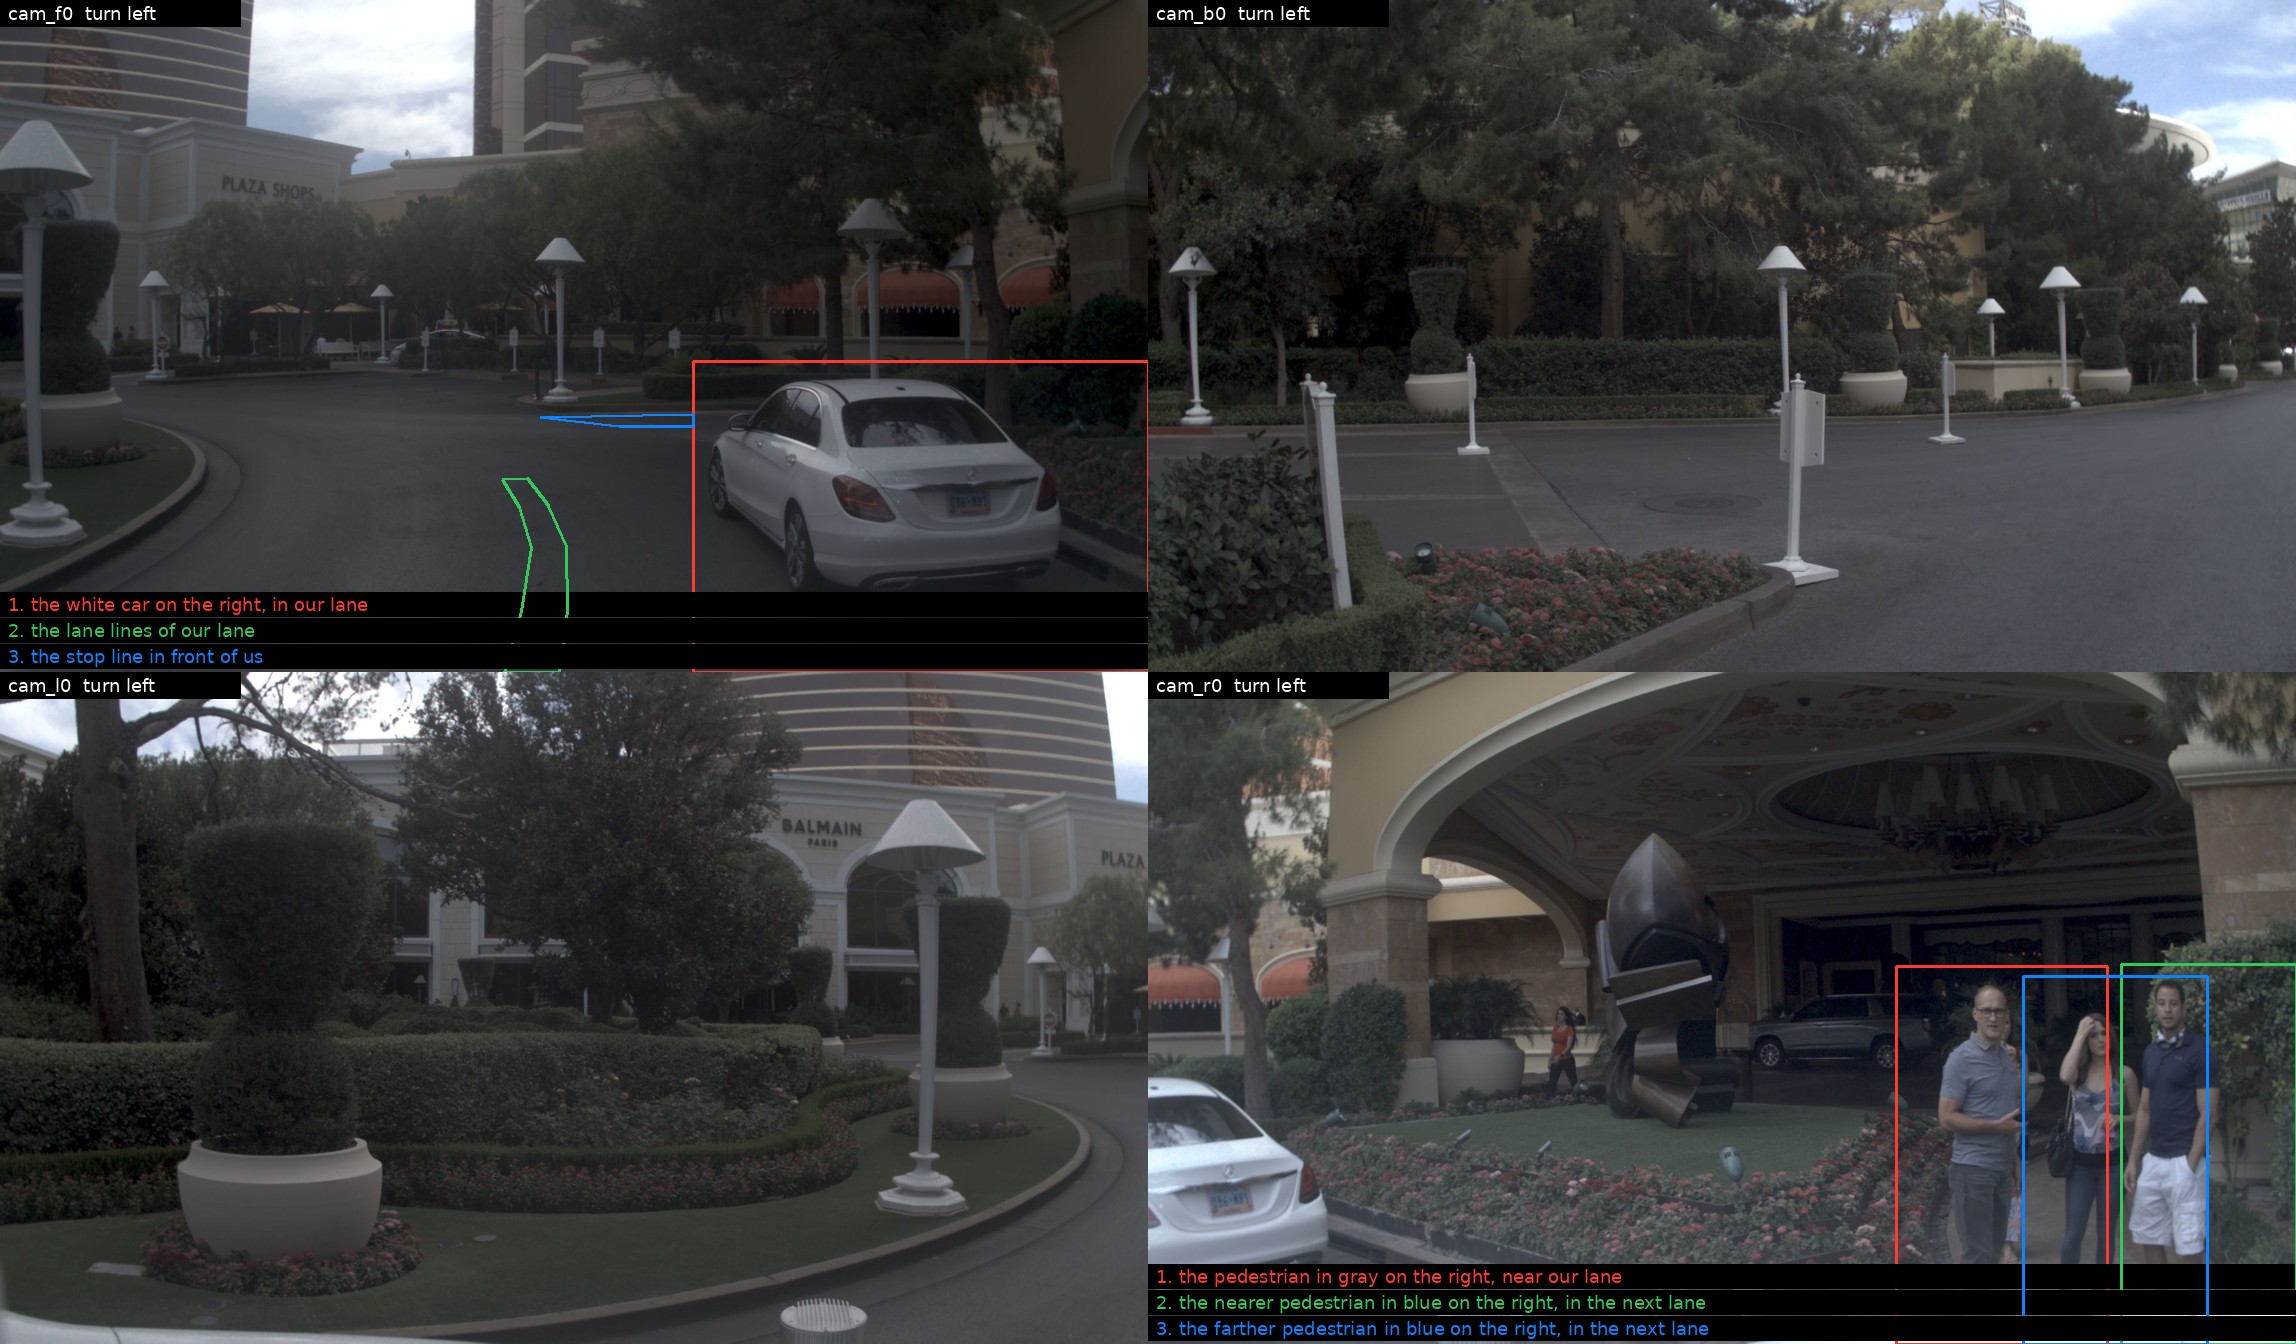 cam_f0 turn left
PLAZA SHOPS
1. the white car on the right, in our lane
2. the lane lines of our lane
3. the stop line in front of us
cam_b0 turn left
cam_l0 turn left
BALMAIN
PARIS
PLAZA
cam_r0 turn left
1. the pedestrian in gray on the right, near our lane
2. the nearer pedestrian in blue on the right, in the next lane
3. the farther pedestrian in blue on the right, in the next lane